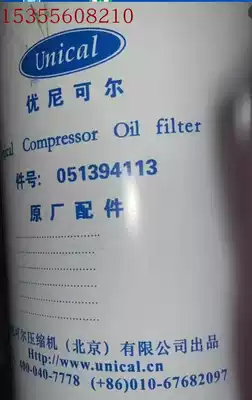 15355608210
Unical
优尼可尔
Compressor Oil filter
件号: 051394113
原厂配件
可尔压缩机（北京）有限公司出品
Http://www.unical.cn
400-040-7778 (+86)010-67682097